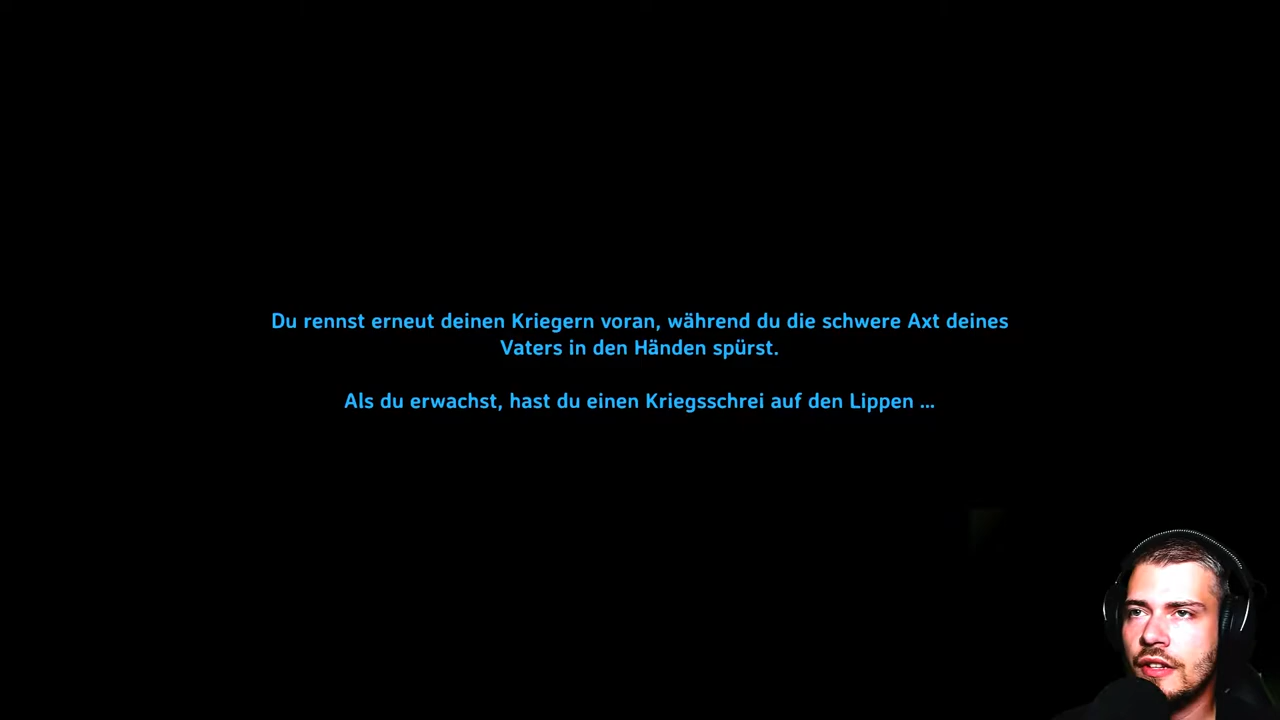 Du rennst erneut deinen Kriegern voran, während du die schwere Axt deines
Vaters in den Händen spürst.
Als du erwachst, hast du einen Kriegsschrei auf den Lippen ...